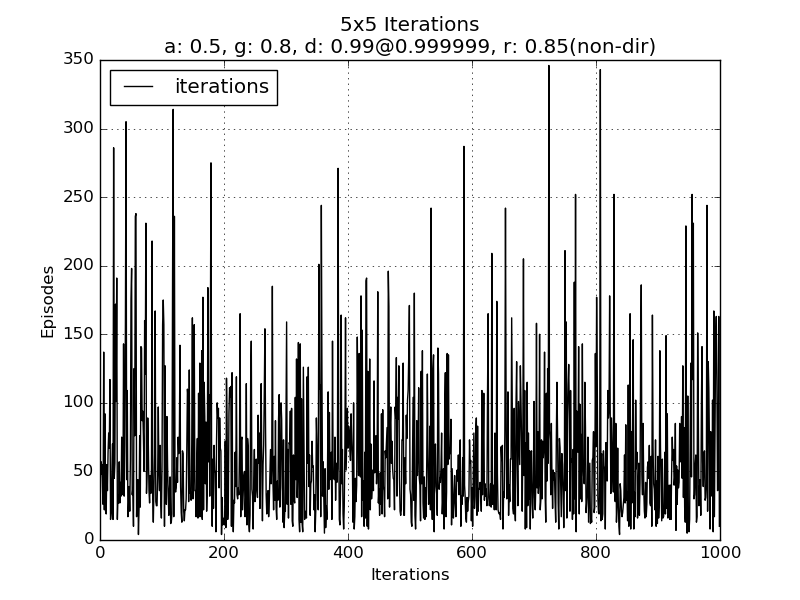 5x5 Iterations
a: 0.5, g: 0.8, d: 0.99@0.999999, r: 0.85(non-dir)
iterations
350
300
250
200
150
100
50
0
Episodes
0 200 400 600 800 1000
Iterations